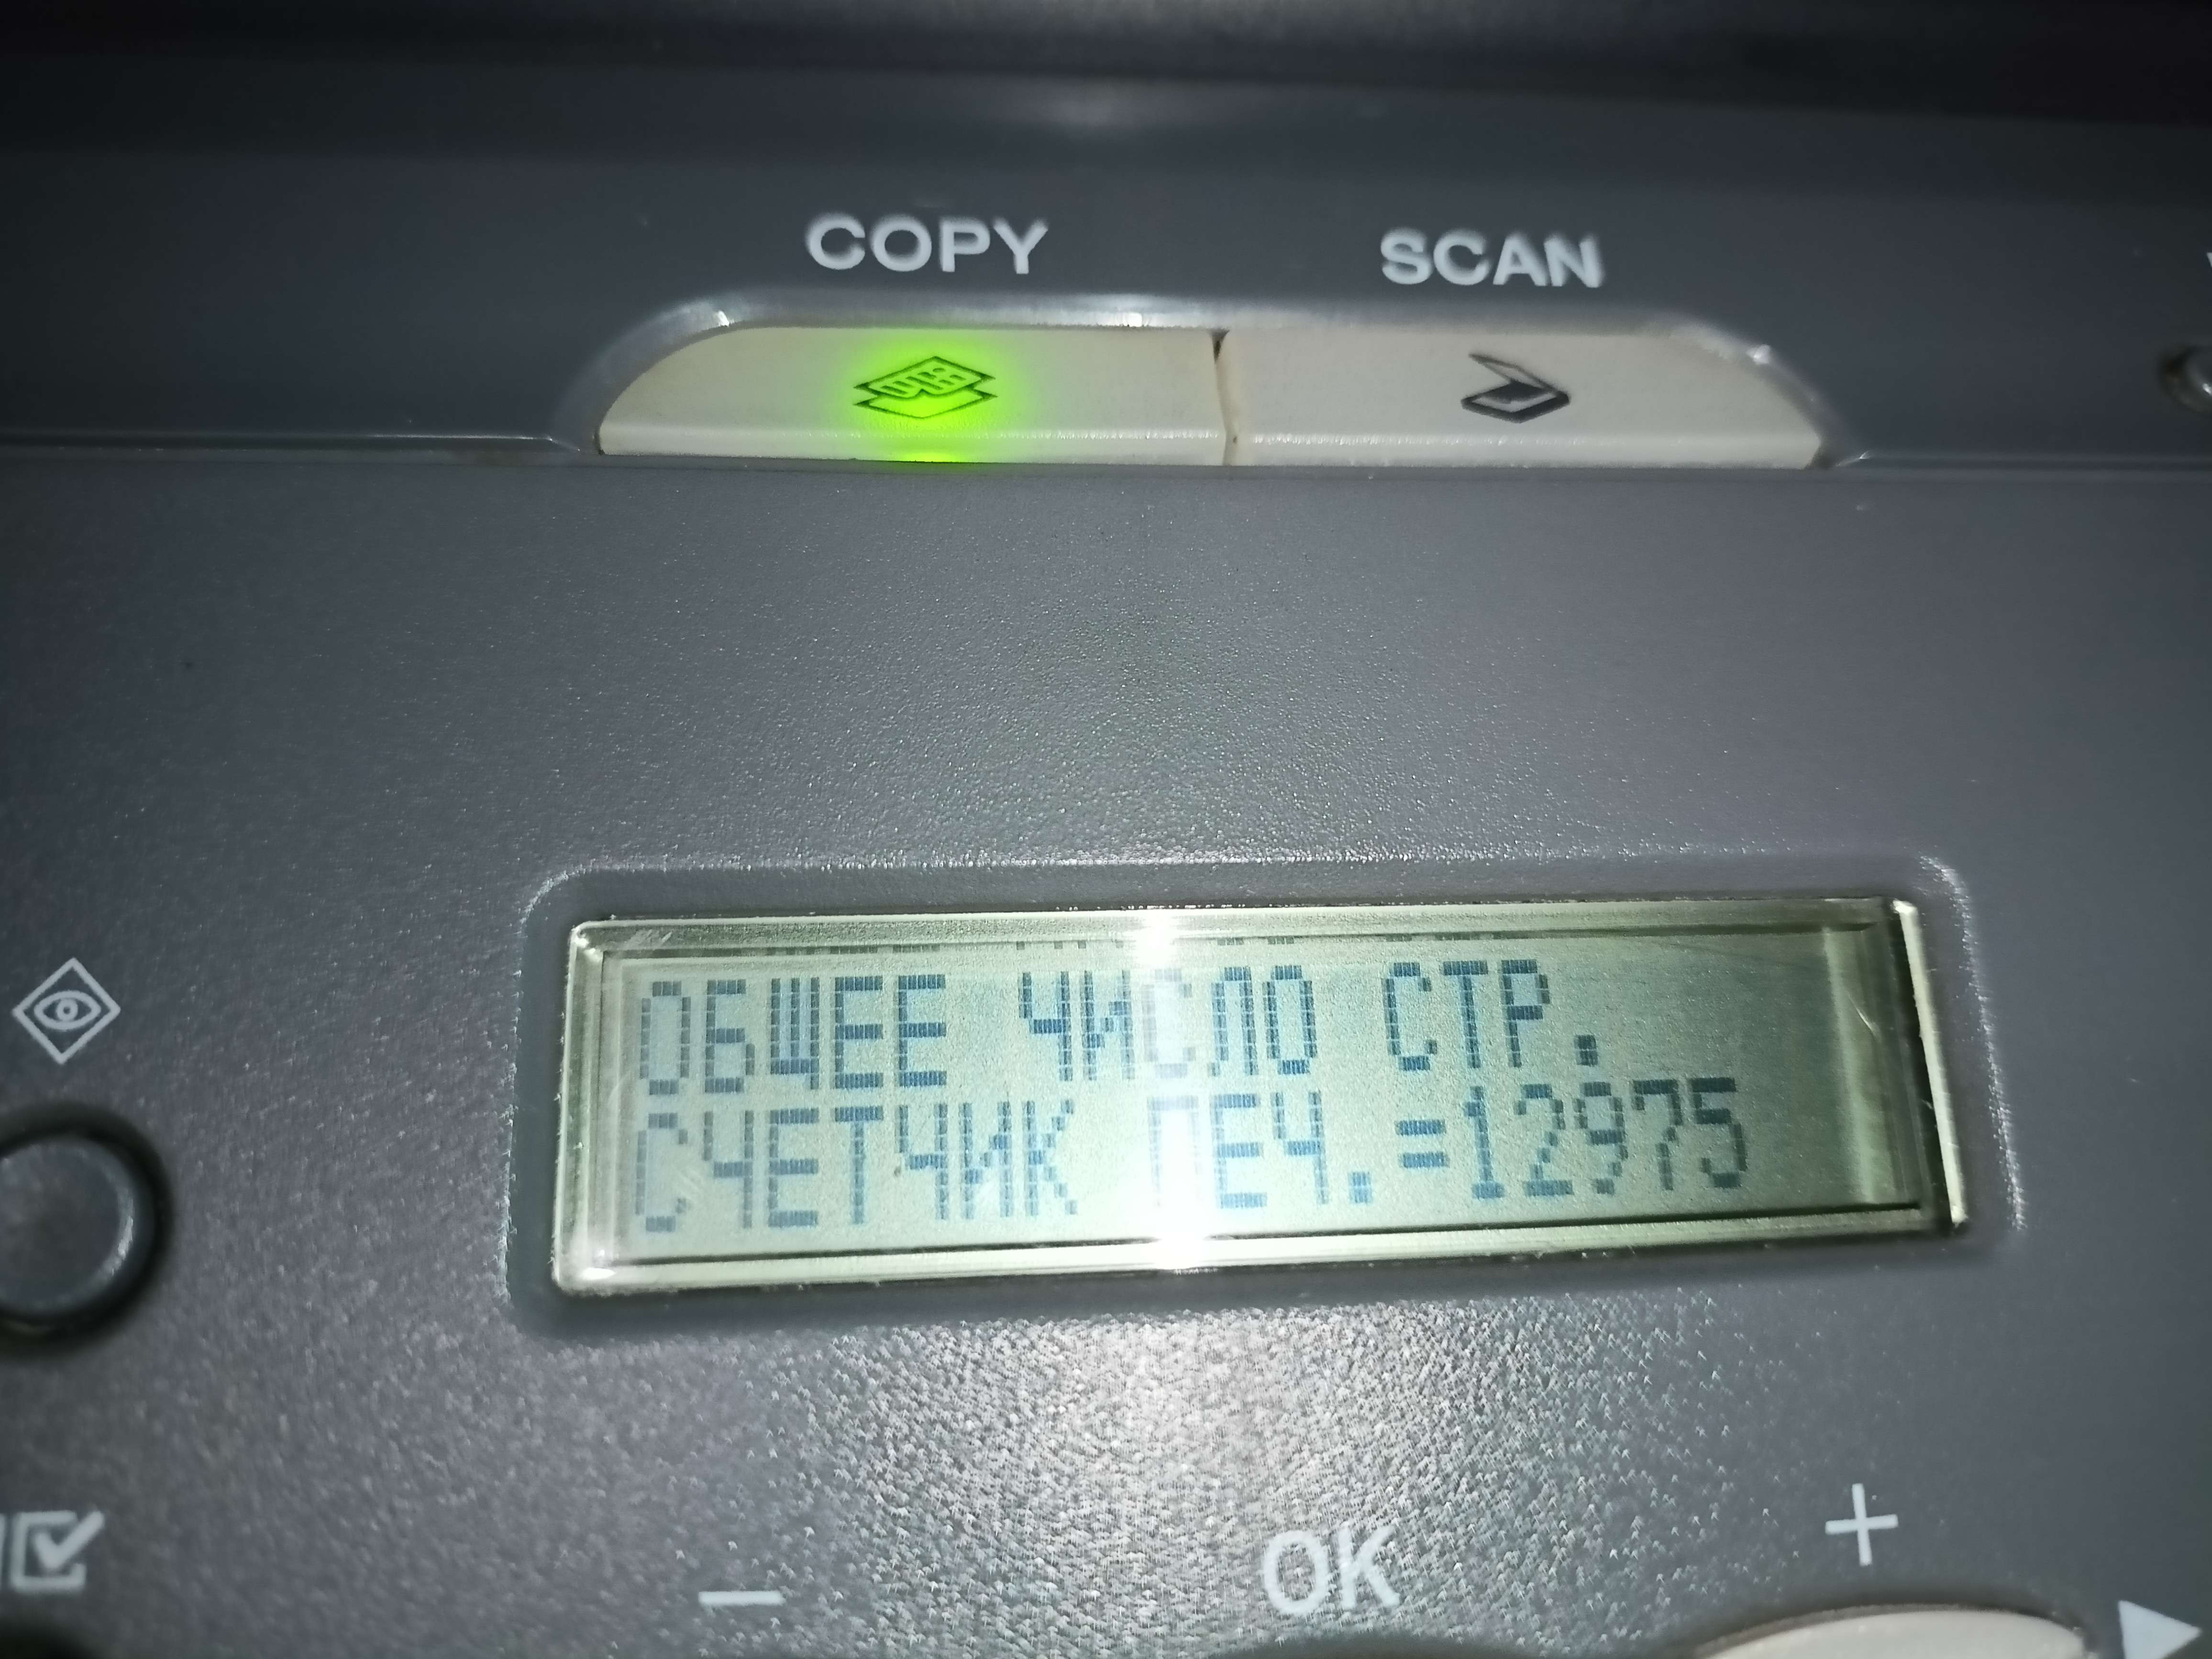 COPY SCAN
ОБЩЕЕ ЧИСЛО СТР.
СЧЕТЧИК ПЕЧ.=12975
− OK +